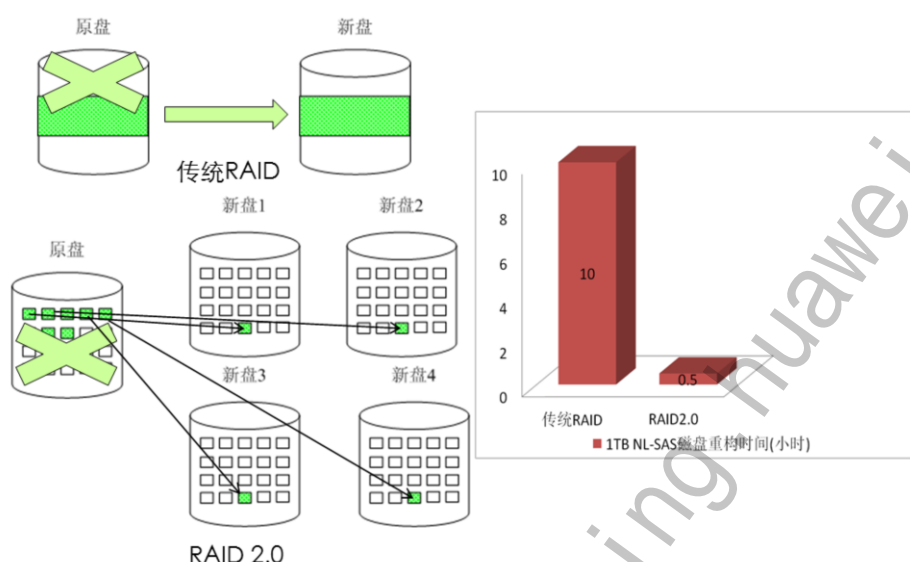 原盘
新盘
传统RAID
新盘1
新盘2
原盘
新盘3
新盘4
RAID 2.0
10
8
6
4
2
0
10
0.5
传统RAID
RAID2.0
1TB NL-SAS磁盘重构时间(小时)
ing huawei